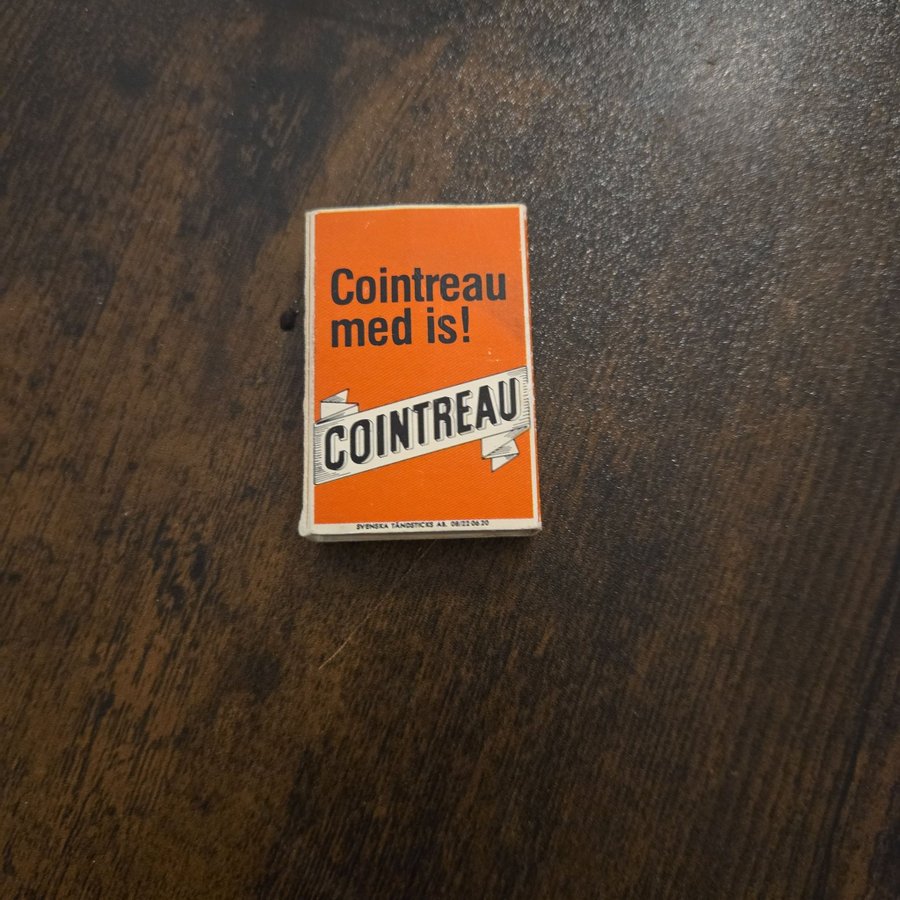 Cointreau
med is!
COINTREAU
SVENSKA TÄNDSTICKS AB. 08/22 06 20